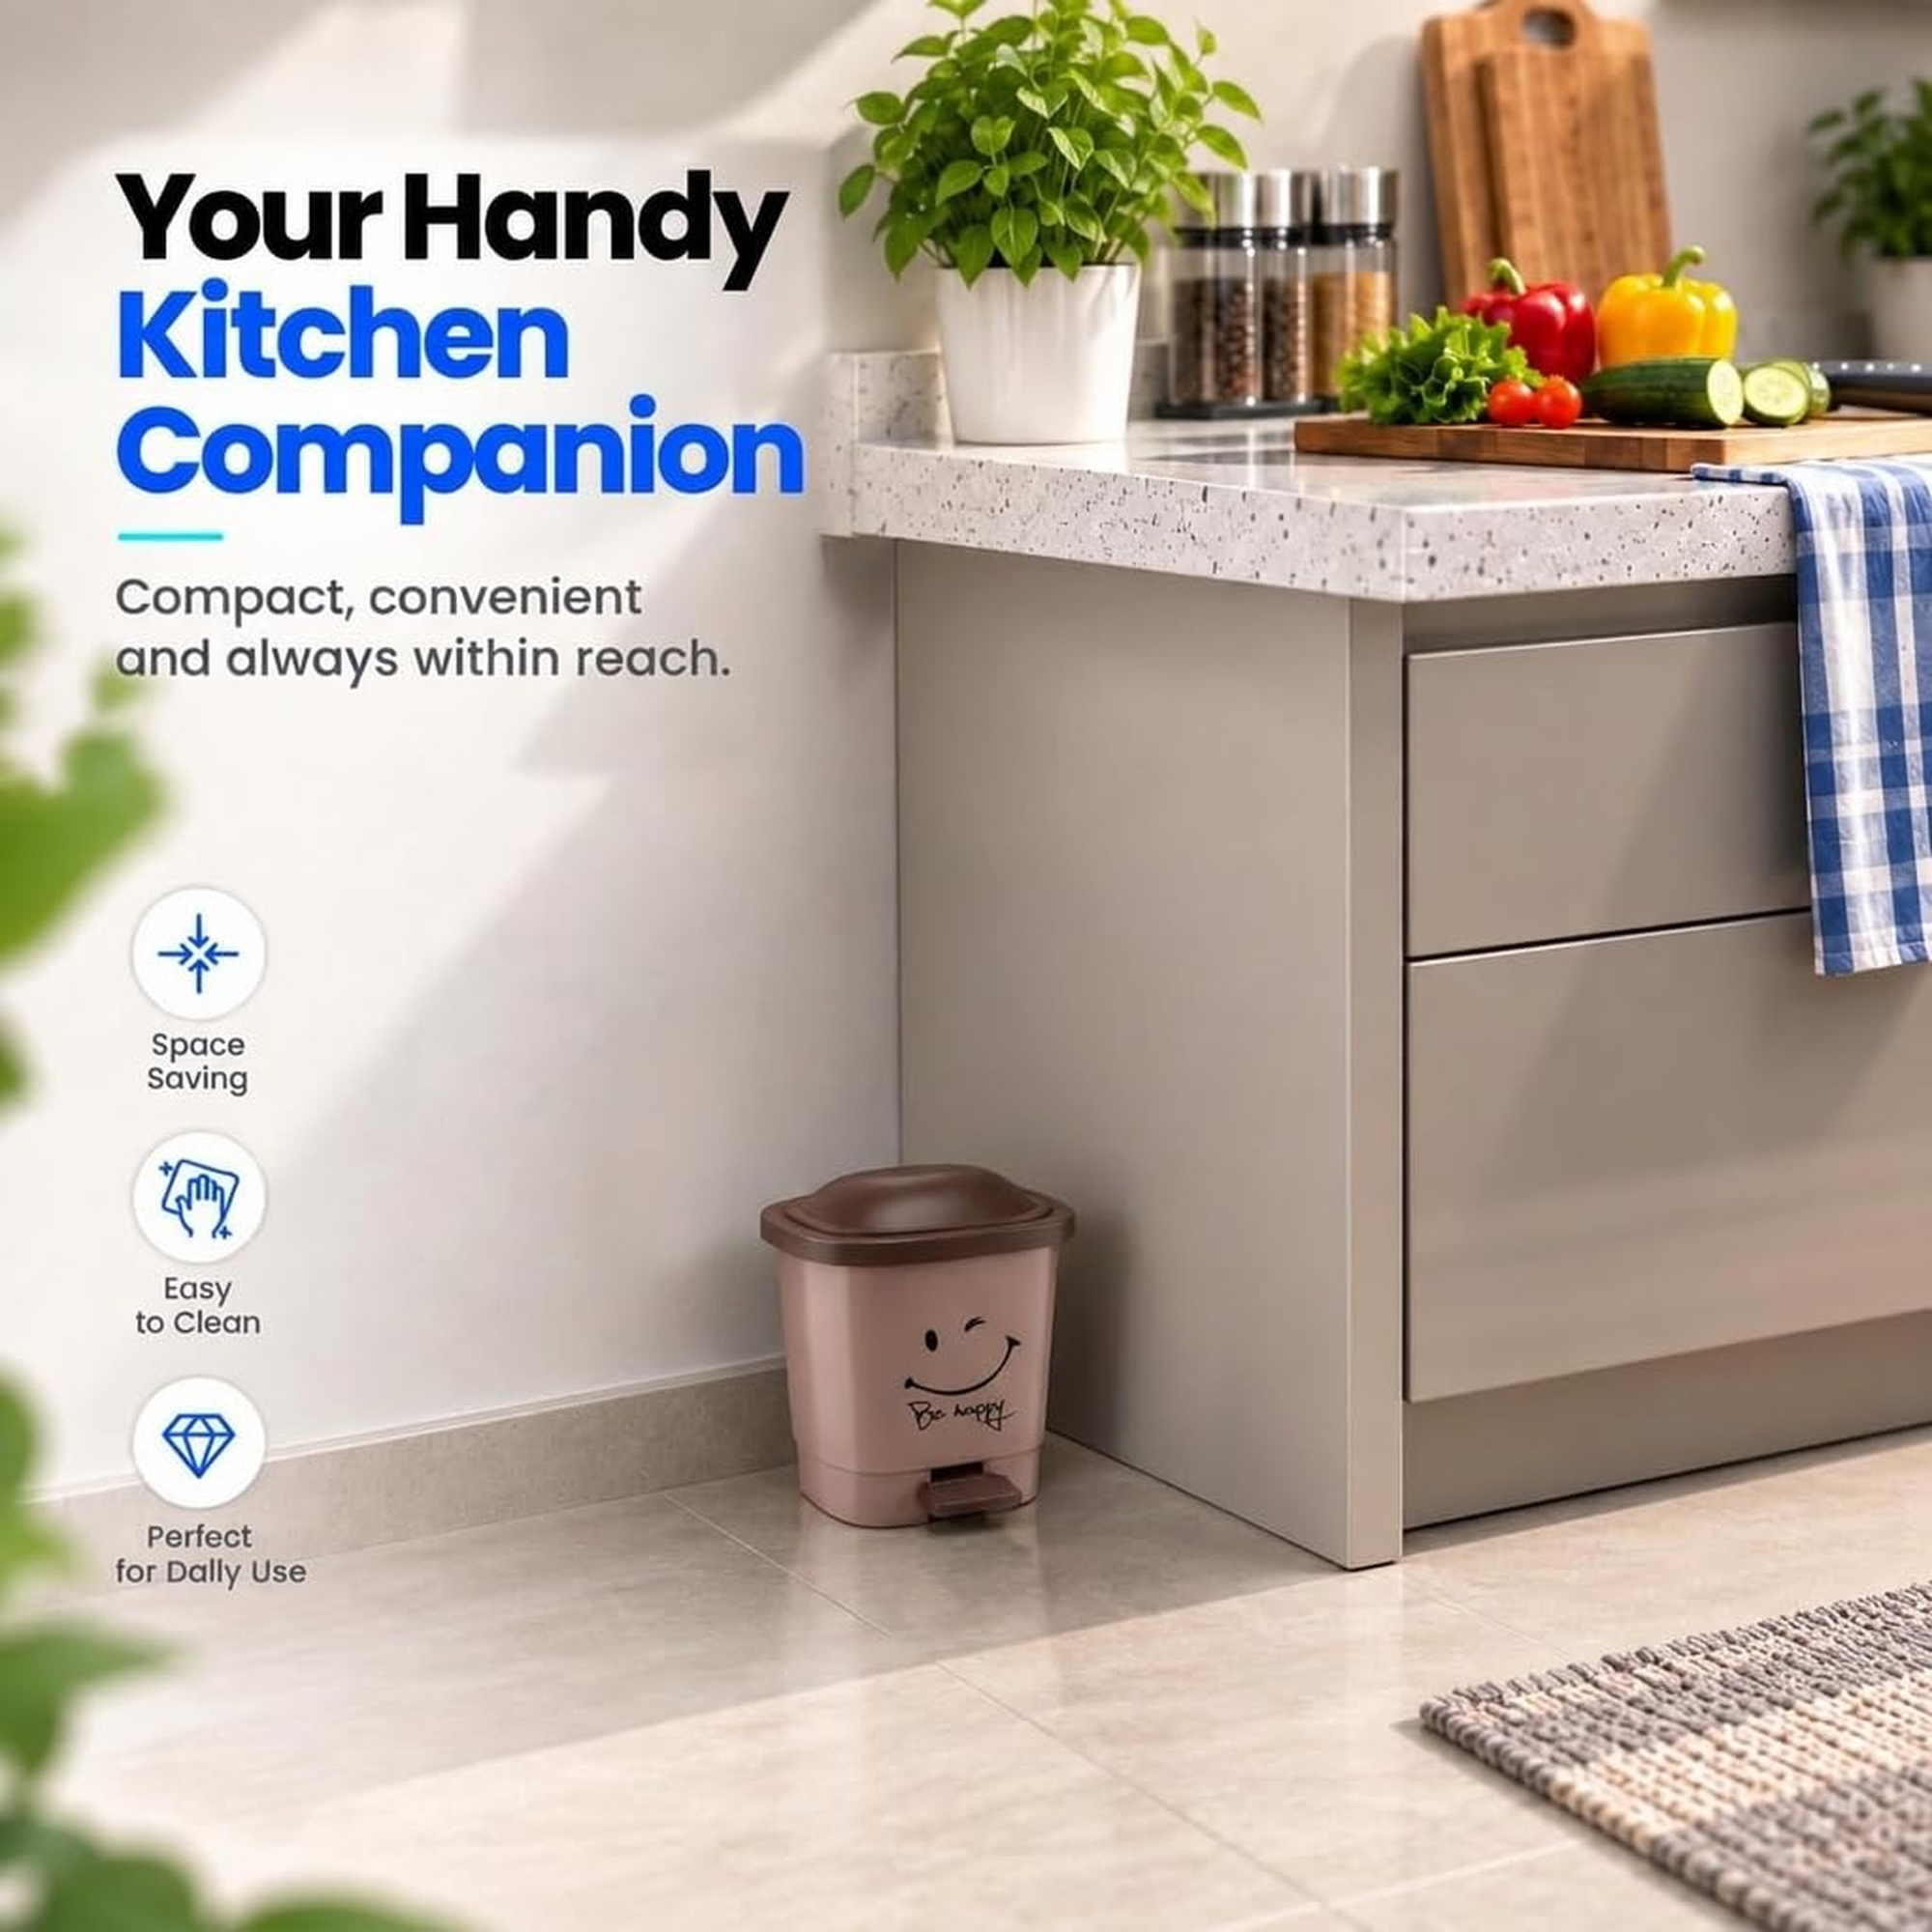 Your Handy
Kitchen
Companion
Compact, convenient
and always within reach.
Space
Saving
Easy
to Clean
Perfect
for Dally Use
Be happy